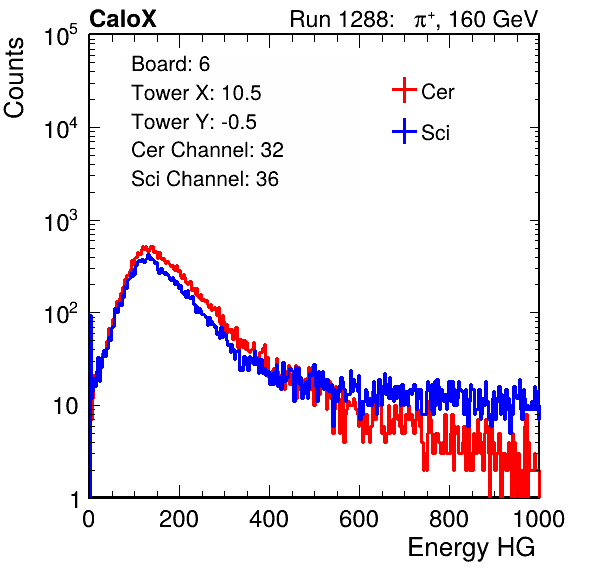 CaloX Run 1288: π⁺, 160 GeV
Board: 6
Tower X: 10.5
Tower Y: -0.5
Cer Channel: 32
Sci Channel: 36
Cer
Sci
Counts
10⁵
10⁴
10³
10²
10
1
0 200 400 600 800 1000
Energy HG